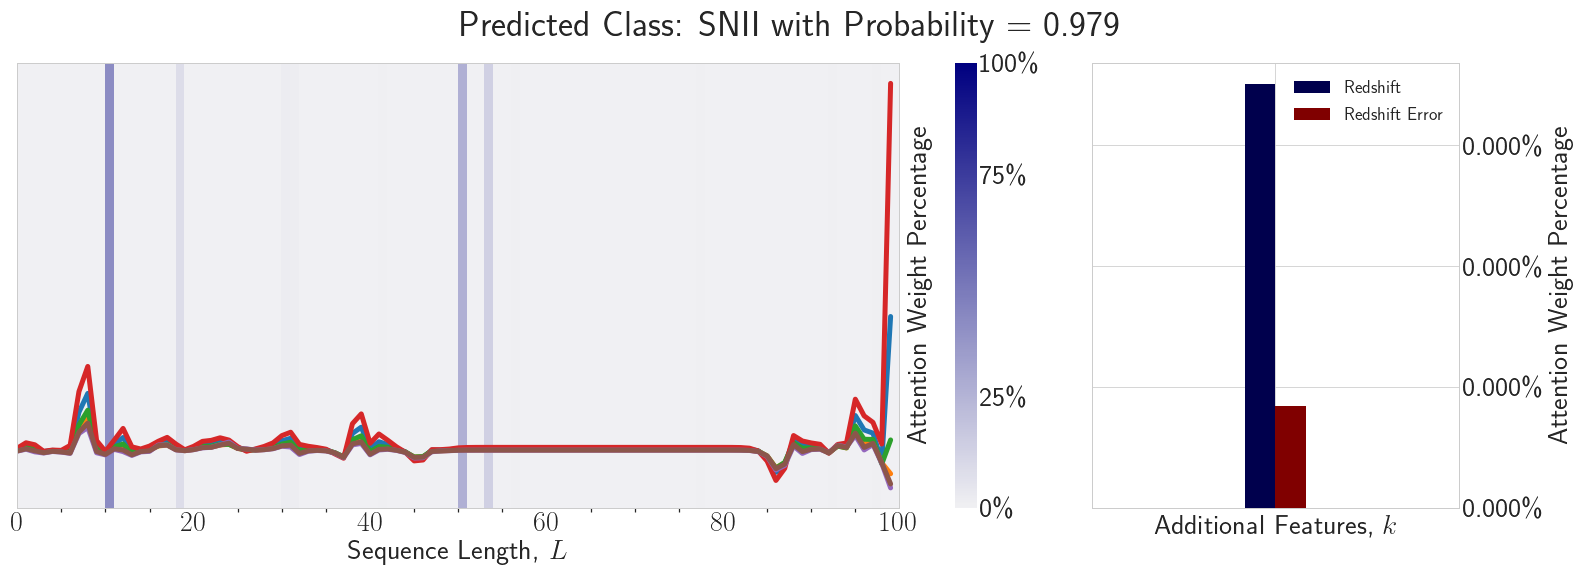 Predicted Class: SNII with Probability = 0.979
100%
75%
25%
0%
Attention Weight Percentage
0 20 40 60 80 100
Sequence Length, L
Redshift
Redshift Error
0.000%
0.000%
0.000%
0.000%
Attention Weight Percentage
Additional Features, k